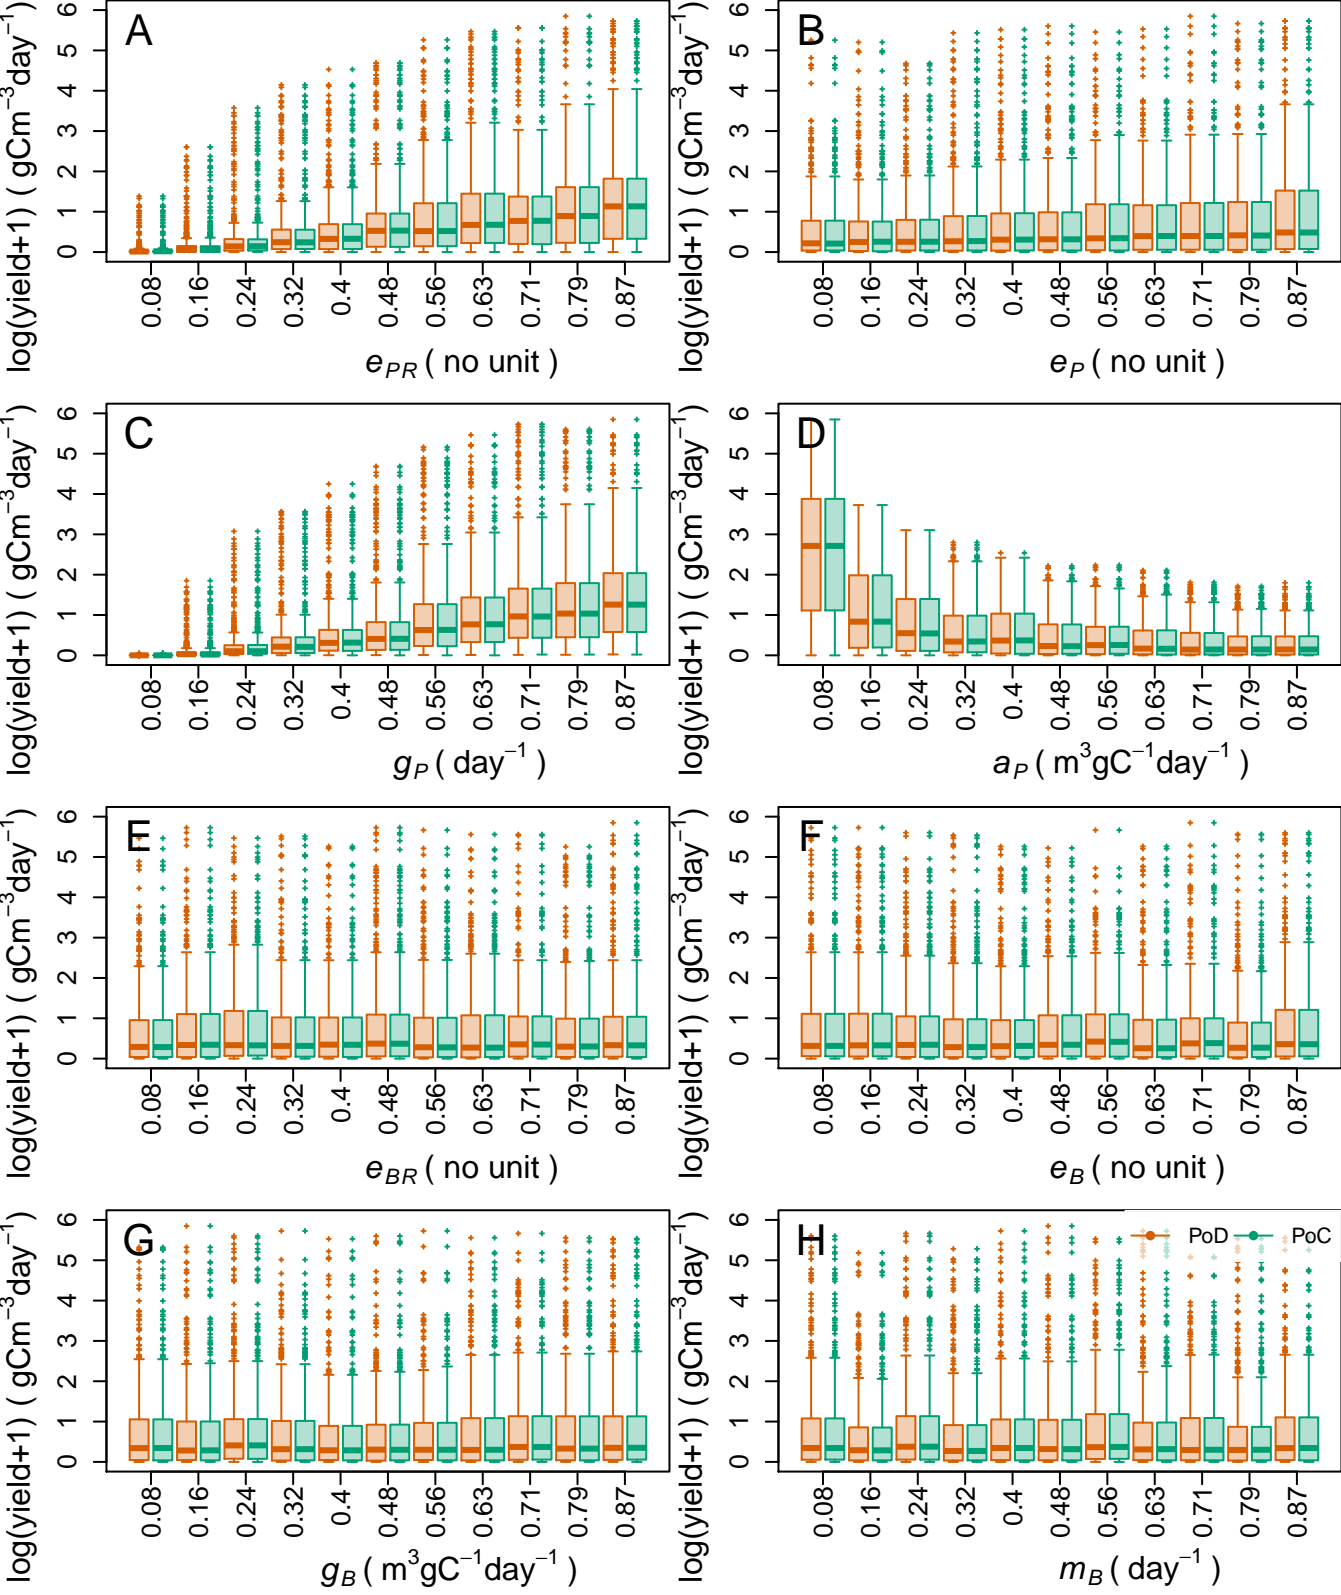 A
log(yield+1) ( gCm⁻³day⁻¹)
0 1 2 3 4 5 6
0.08 0.16 0.24 0.32 0.4 0.48 0.56 0.63 0.71 0.79 0.87
e_PR ( no unit )
B
log(yield+1) ( gCm⁻³day⁻¹)
0 1 2 3 4 5 6
0.08 0.16 0.24 0.32 0.4 0.48 0.56 0.63 0.71 0.79 0.87
e_P ( no unit )
C
log(yield+1) ( gCm⁻³day⁻¹)
0 1 2 3 4 5 6
0.08 0.16 0.24 0.32 0.4 0.48 0.56 0.63 0.71 0.79 0.87
g_P ( day⁻¹ )
D
log(yield+1) ( gCm⁻³day⁻¹)
0 1 2 3 4 5 6
0.08 0.16 0.24 0.32 0.4 0.48 0.56 0.63 0.71 0.79 0.87
a_P ( m³gC⁻¹day⁻¹ )
E
log(yield+1) ( gCm⁻³day⁻¹)
0 1 2 3 4 5 6
0.08 0.16 0.24 0.32 0.4 0.48 0.56 0.63 0.71 0.79 0.87
e_BR ( no unit )
F
log(yield+1) ( gCm⁻³day⁻¹)
0 1 2 3 4 5 6
0.08 0.16 0.24 0.32 0.4 0.48 0.56 0.63 0.71 0.79 0.87
e_B ( no unit )
G
log(yield+1) ( gCm⁻³day⁻¹)
0 1 2 3 4 5 6
0.08 0.16 0.24 0.32 0.4 0.48 0.56 0.63 0.71 0.79 0.87
g_B ( m³gC⁻¹day⁻¹ )
H
PoD PoC
log(yield+1) ( gCm⁻³day⁻¹)
0 1 2 3 4 5 6
0.08 0.16 0.24 0.32 0.4 0.48 0.56 0.63 0.71 0.79 0.87
m_B ( day⁻¹ )